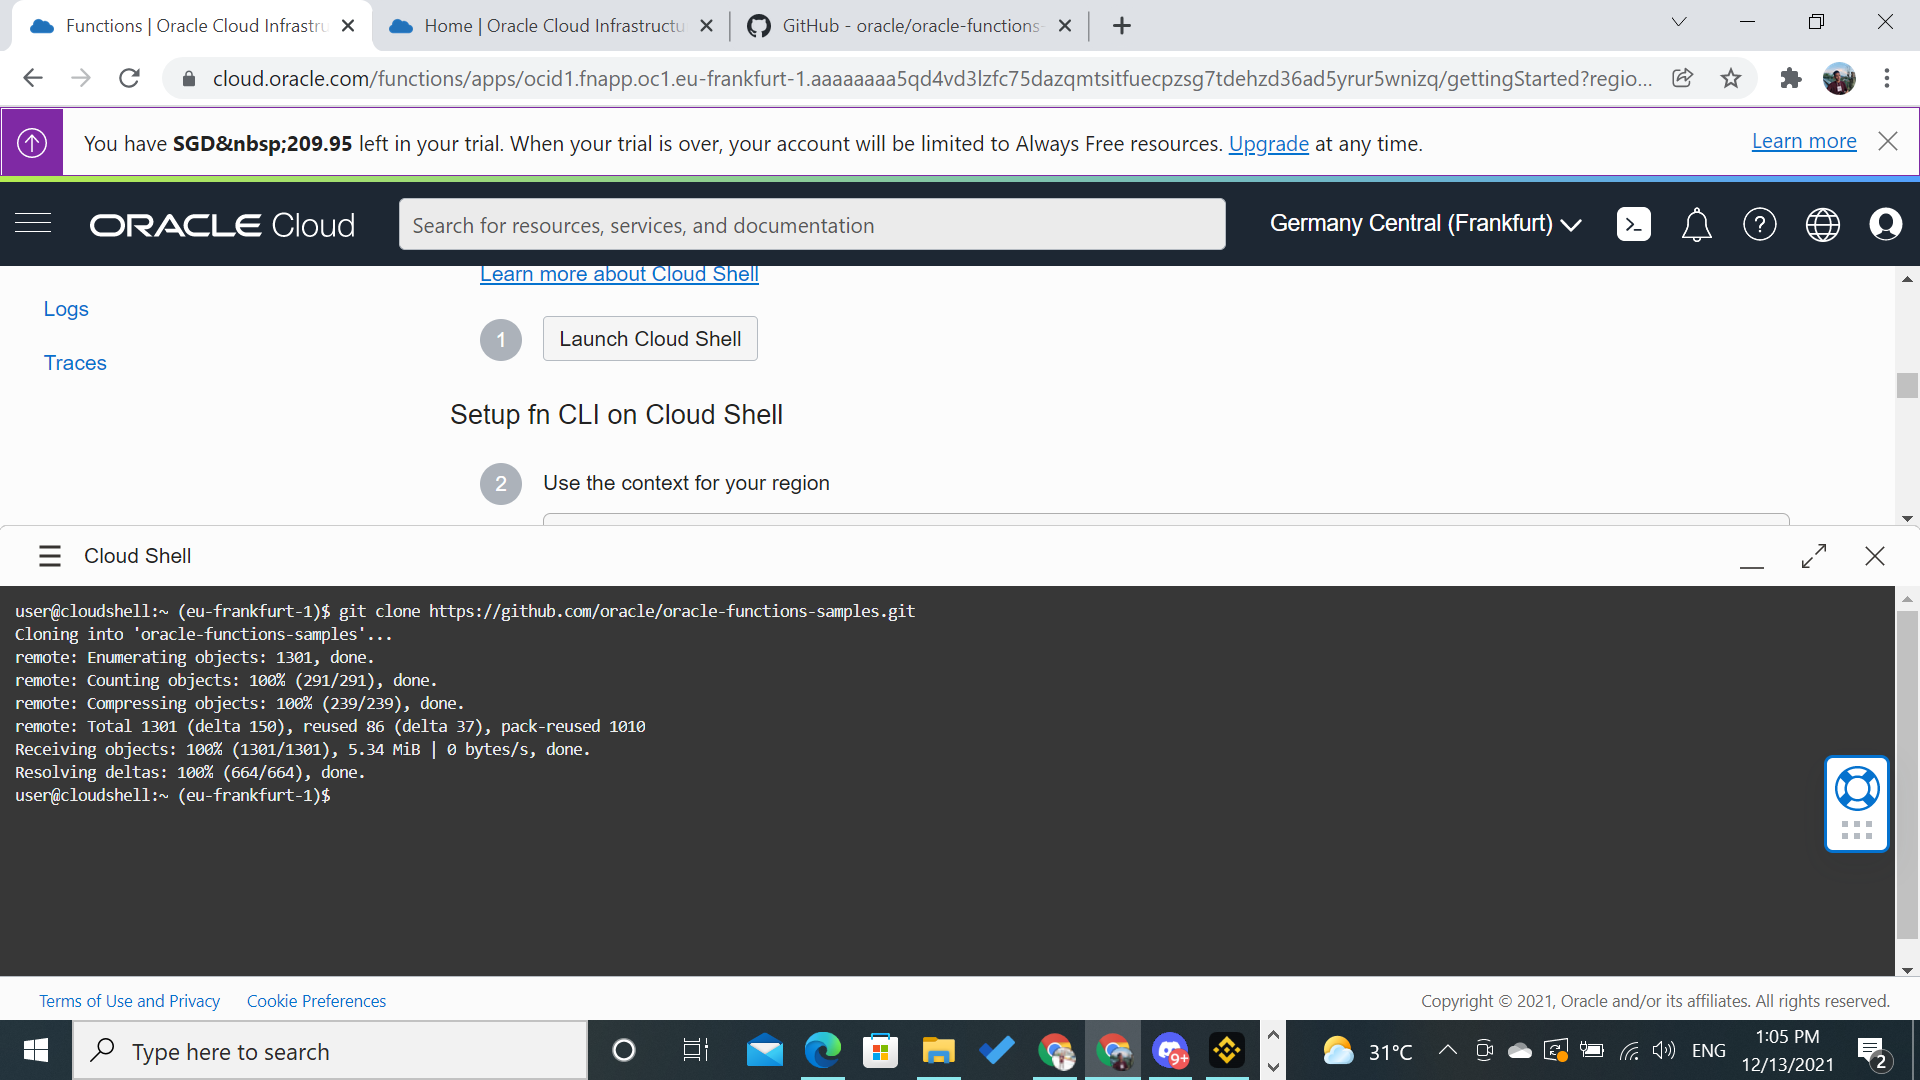 Functions | Oracle Cloud Infrastru
Home | Oracle Cloud Infrastructu
GitHub - oracle/oracle-functions-
cloud.oracle.com/functions/apps/ocid1.fnapp.oc1.eu-frankfurt-1.aaaaaaaa5qd4vd3lzfc75dazqmtsitfuecpzsg7tdehzd36ad5yrur5wnizq/gettingStarted?regio...
You have SGD&nbsp;209.95 left in your trial. When your trial is over, your account will be limited to Always Free resources. Upgrade at any time.
Learn more
ORACLE Cloud
Search for resources, services, and documentation
Germany Central (Frankfurt)
Learn more about Cloud Shell
Logs
Traces
1
Launch Cloud Shell
Setup fn CLI on Cloud Shell
2
Use the context for your region
Cloud Shell
user@cloudshell:~ (eu-frankfurt-1)$ git clone https://github.com/oracle/oracle-functions-samples.git
Cloning into 'oracle-functions-samples'...
remote: Enumerating objects: 1301, done.
remote: Counting objects: 100% (291/291), done.
remote: Compressing objects: 100% (239/239), done.
remote: Total 1301 (delta 150), reused 86 (delta 37), pack-reused 1010
Receiving objects: 100% (1301/1301), 5.34 MiB | 0 bytes/s, done.
Resolving deltas: 100% (664/664), done.
user@cloudshell:~ (eu-frankfurt-1)$
Terms of Use and Privacy
Cookie Preferences
Copyright © 2021, Oracle and/or its affiliates. All rights reserved.
Type here to search
9+
31°C
ENG
1:05 PM
12/13/2021
2